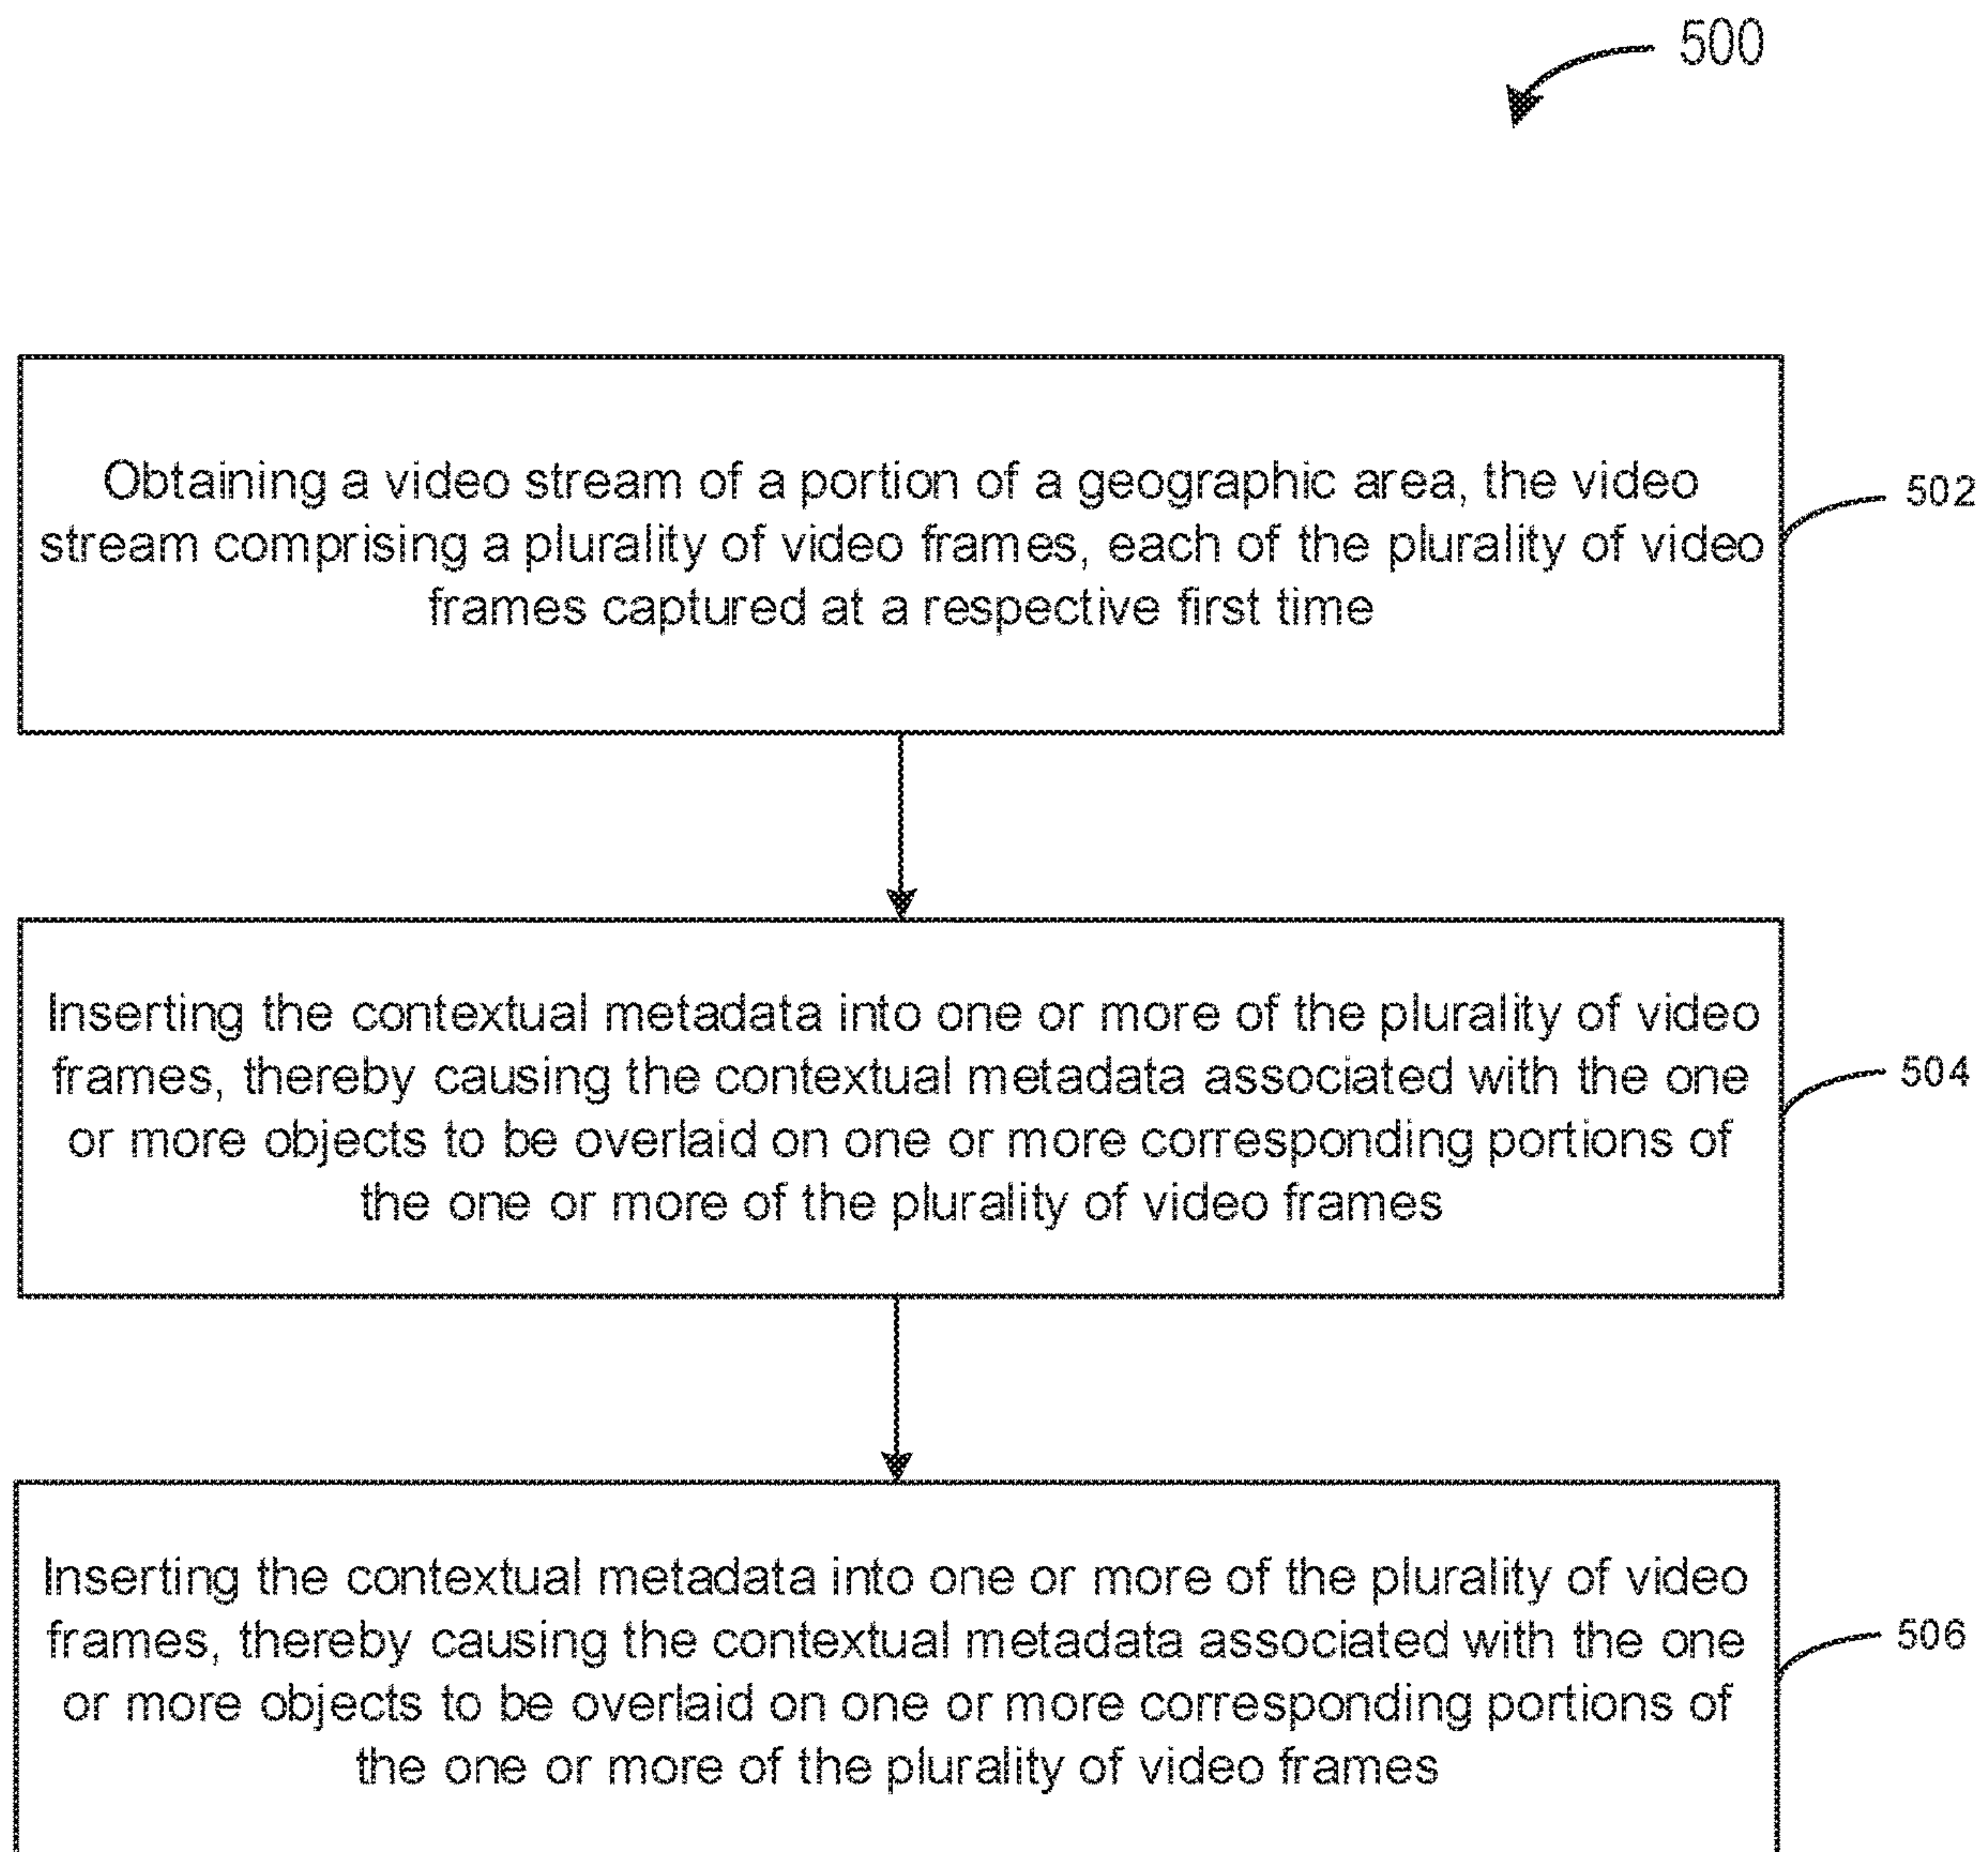 500
Obtaining a video stream of a portion of a geographic area, the video
stream comprising a plurality of video frames, each of the plurality of video
frames captured at a respective first time
502
Inserting the contextual metadata into one or more of the plurality of video
frames, thereby causing the contextual metadata associated with the one
or more objects to be overlaid on one or more corresponding portions of
the one or more of the plurality of video frames
504
Inserting the contextual metadata into one or more of the plurality of video
frames, thereby causing the contextual metadata associated with the one
or more objects to be overlaid on one or more corresponding portions of
the one or more of the plurality of video frames
506